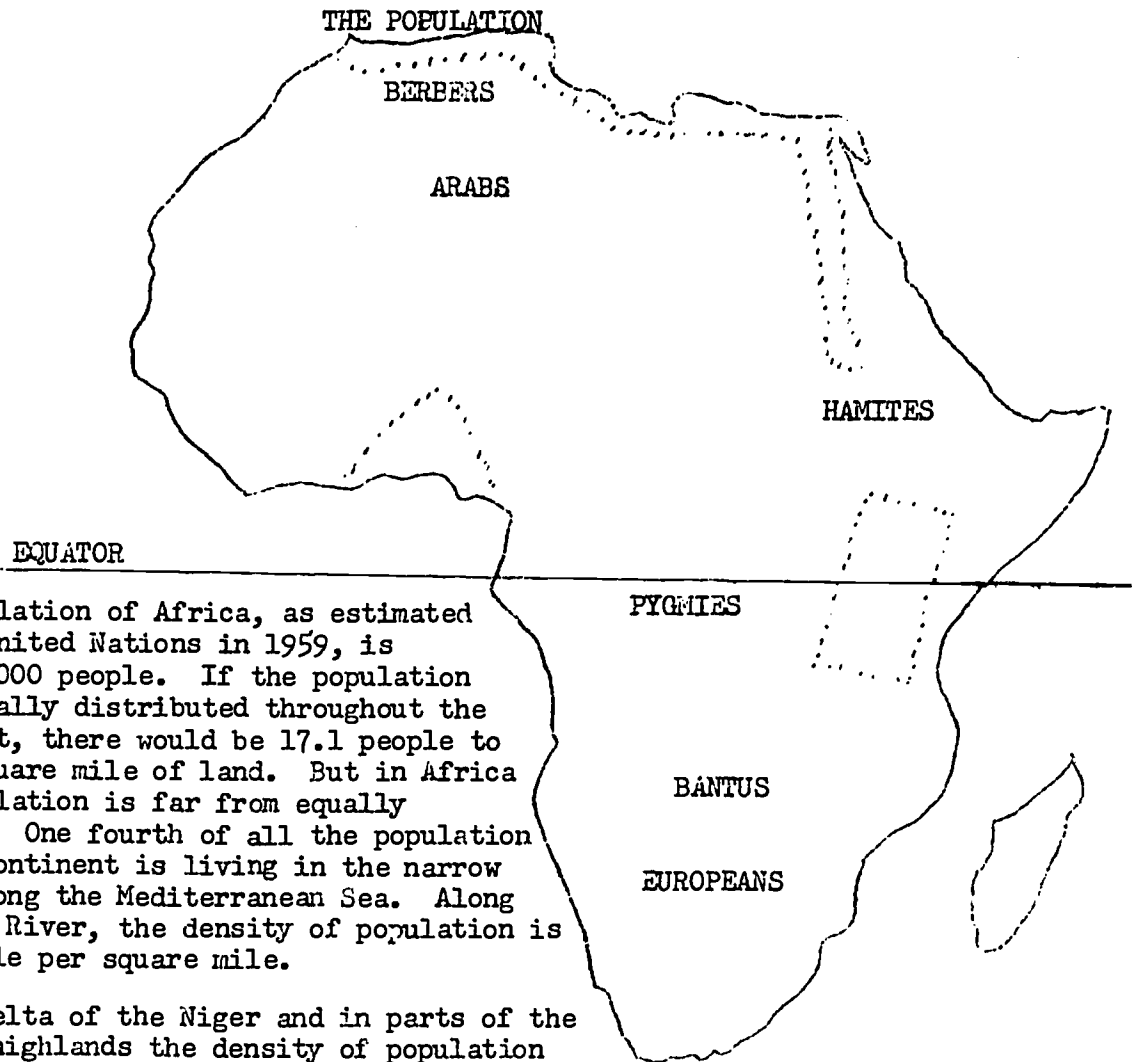 THE POPULATION
BERBERS
ARABS
HAMITES
EQUATOR
PYGMIES
BANTUS
EUROPEANS
lation of Africa, as estimated
nited Nations in 1959, is
000 people. If the population
ally distributed throughout the
t, there would be 17.1 people to
uare mile of land. But in Africa
lation is far from equally
One fourth of all the population
ontinent is living in the narrow
ong the Mediterranean Sea. Along
River, the density of population is
le per square mile.
elta of the Niger and in parts of the
highlands the density of population